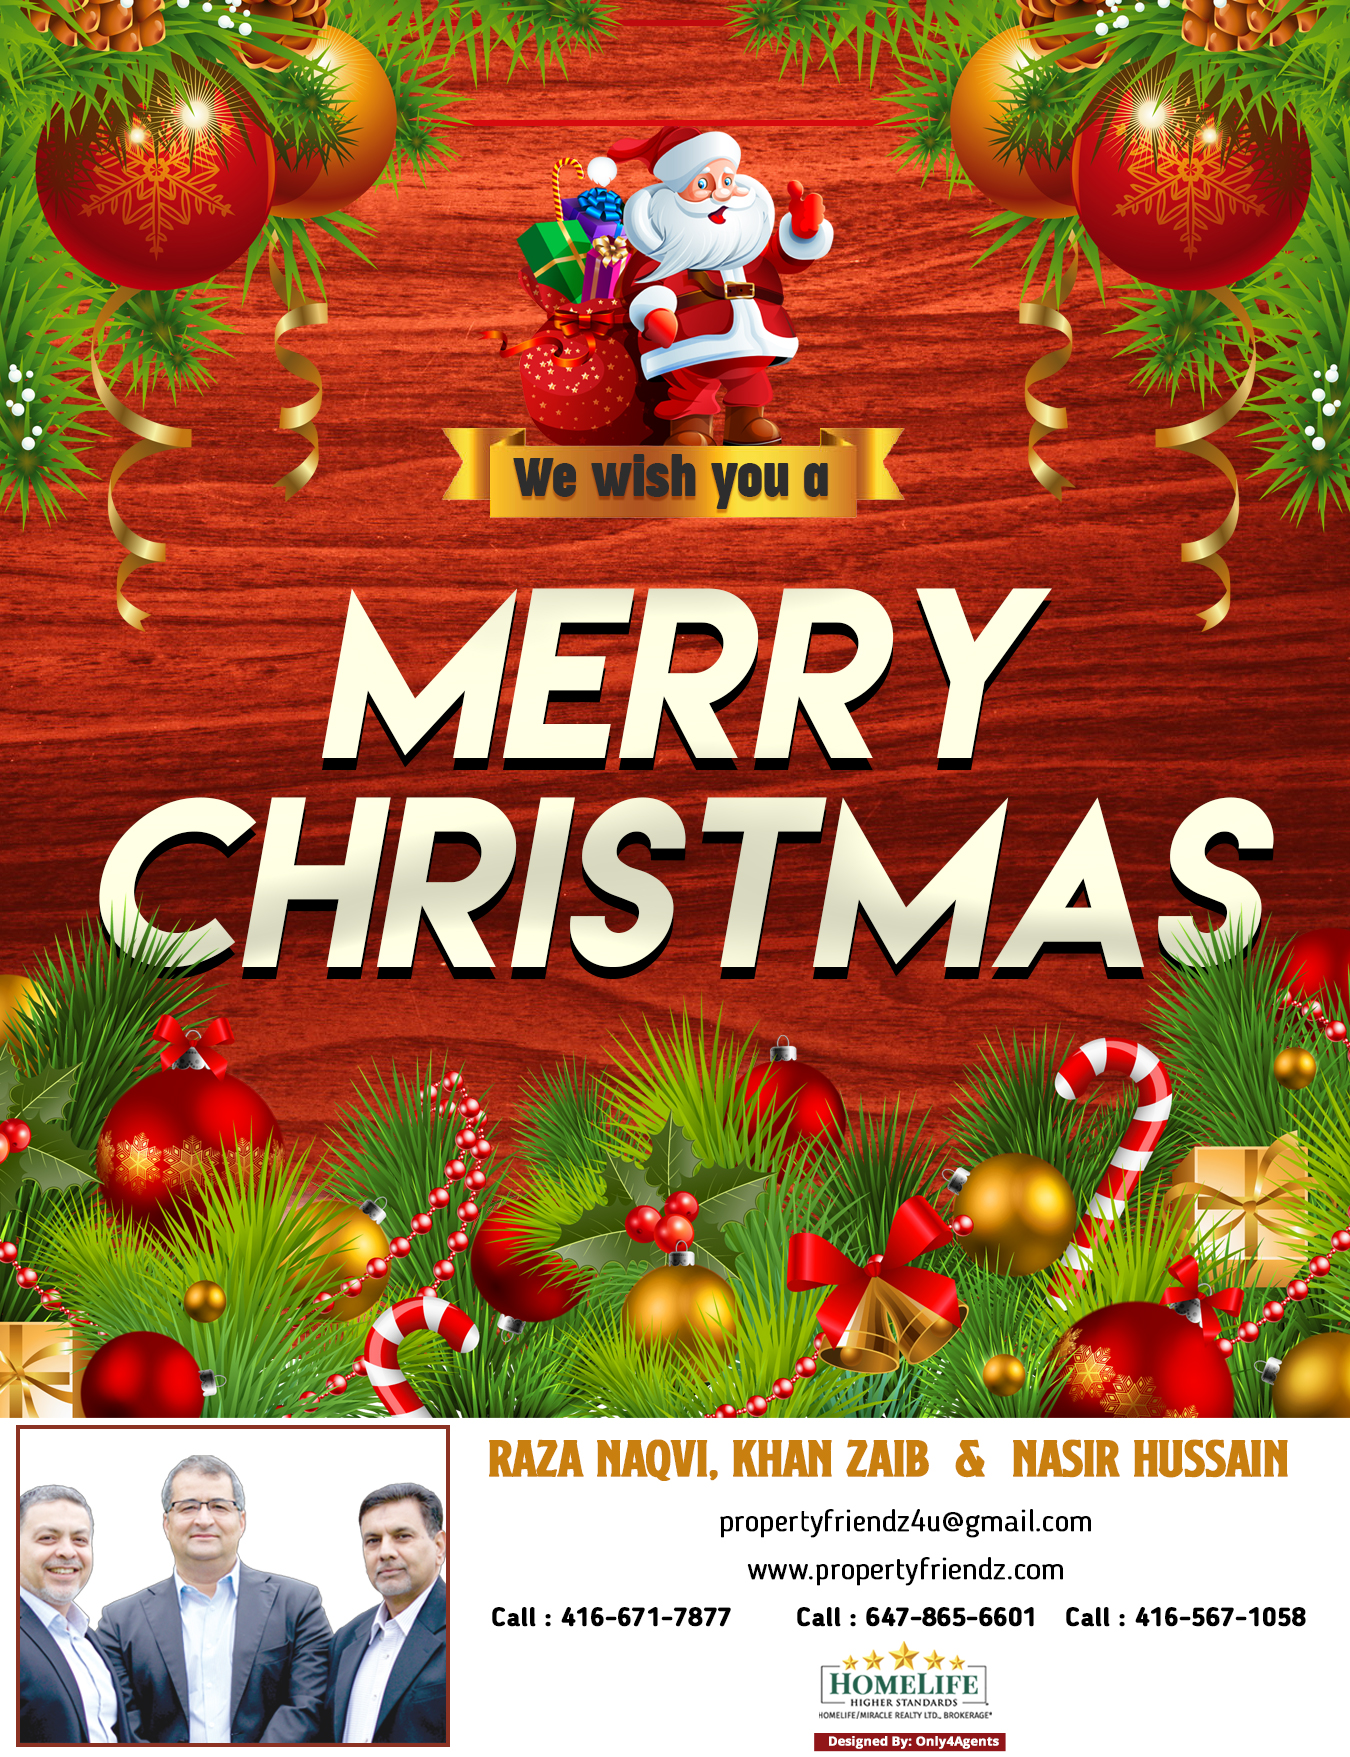 We wish you a
MERRY
CHRISTMAS
RAZA NAQVI, KHAN ZAIB & NASIR HUSSAIN
propertyfriendz4u@gmail.com
www.propertyfriendz.com
Call : 416-671-7877 Call : 647-865-6601 Call : 416-567-1058
HOMELIFE
HIGHER STANDARDS
HOMELIFE/MIRACLE REALTY LTD., BROKERAGE*
Designed By: Only4Agents